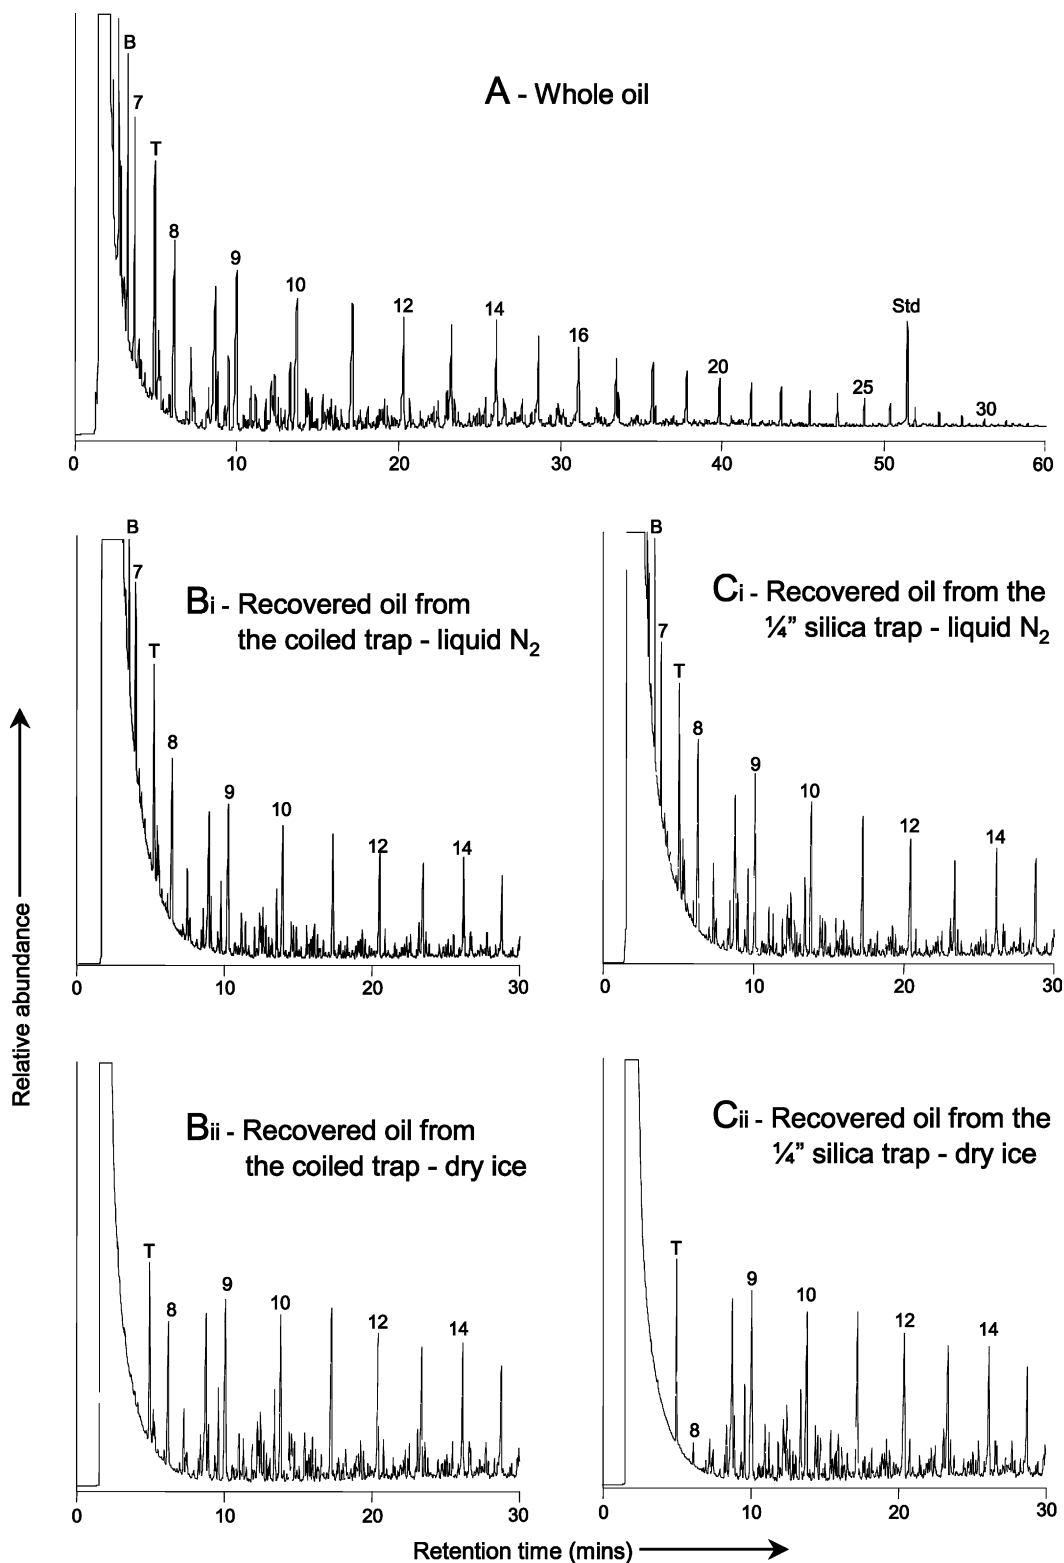 A - Whole oil
B
7
T
8
9
10
12
14
16
20
25
Std
30
0 10 20 30 40 50 60
Bi - Recovered oil from
the coiled trap - liquid N2
B
7
T
8
9
10
12
14
0 10 20 30
Ci - Recovered oil from the
¼” silica trap - liquid N2
B
7
T
8
9
10
12
14
0 10 20 30
Bii - Recovered oil from
the coiled trap - dry ice
T
8
9
10
12
14
0 10 20 30
Cii - Recovered oil from the
¼” silica trap - dry ice
T
8
9
10
12
14
0 10 20 30
Relative abundance
Retention time (mins)